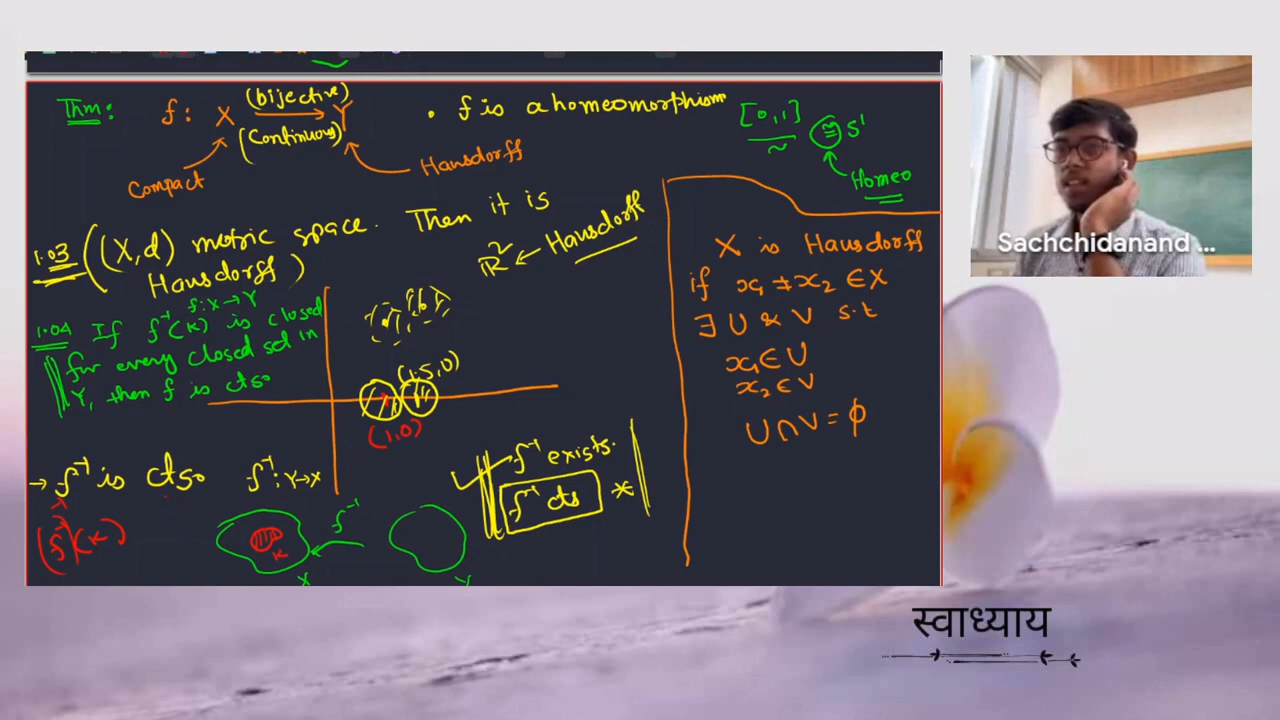 Thm: f: X (bijective) Y
(Continuous)
Compact
Hausdorff
• f is a homeomorphism
[0,1] ≅ S'
~
Homeo
1.03 ((X,d) metric space. Then it is
Hausdorff)
R² ← Hausdorff
f: X→Y
1.04 If f⁻¹(K) is closed
for every closed set in
Y, then f is cts.
(1.5,0)
(1,0)
→ f⁻¹ is cts. f⁻¹: Y→X
(f⁻¹)⁻¹(K)
f⁻¹
K
X
Y
f⁻¹ exists.
f⁻¹ cts *
X is Hausdorff
if x₁ ≠ x₂ ∈ X
∃ U & V s.t
x₁ ∈ U
x₂ ∈ V
U ∩ V = ϕ
Sachchidanand ...
स्वाध्याय